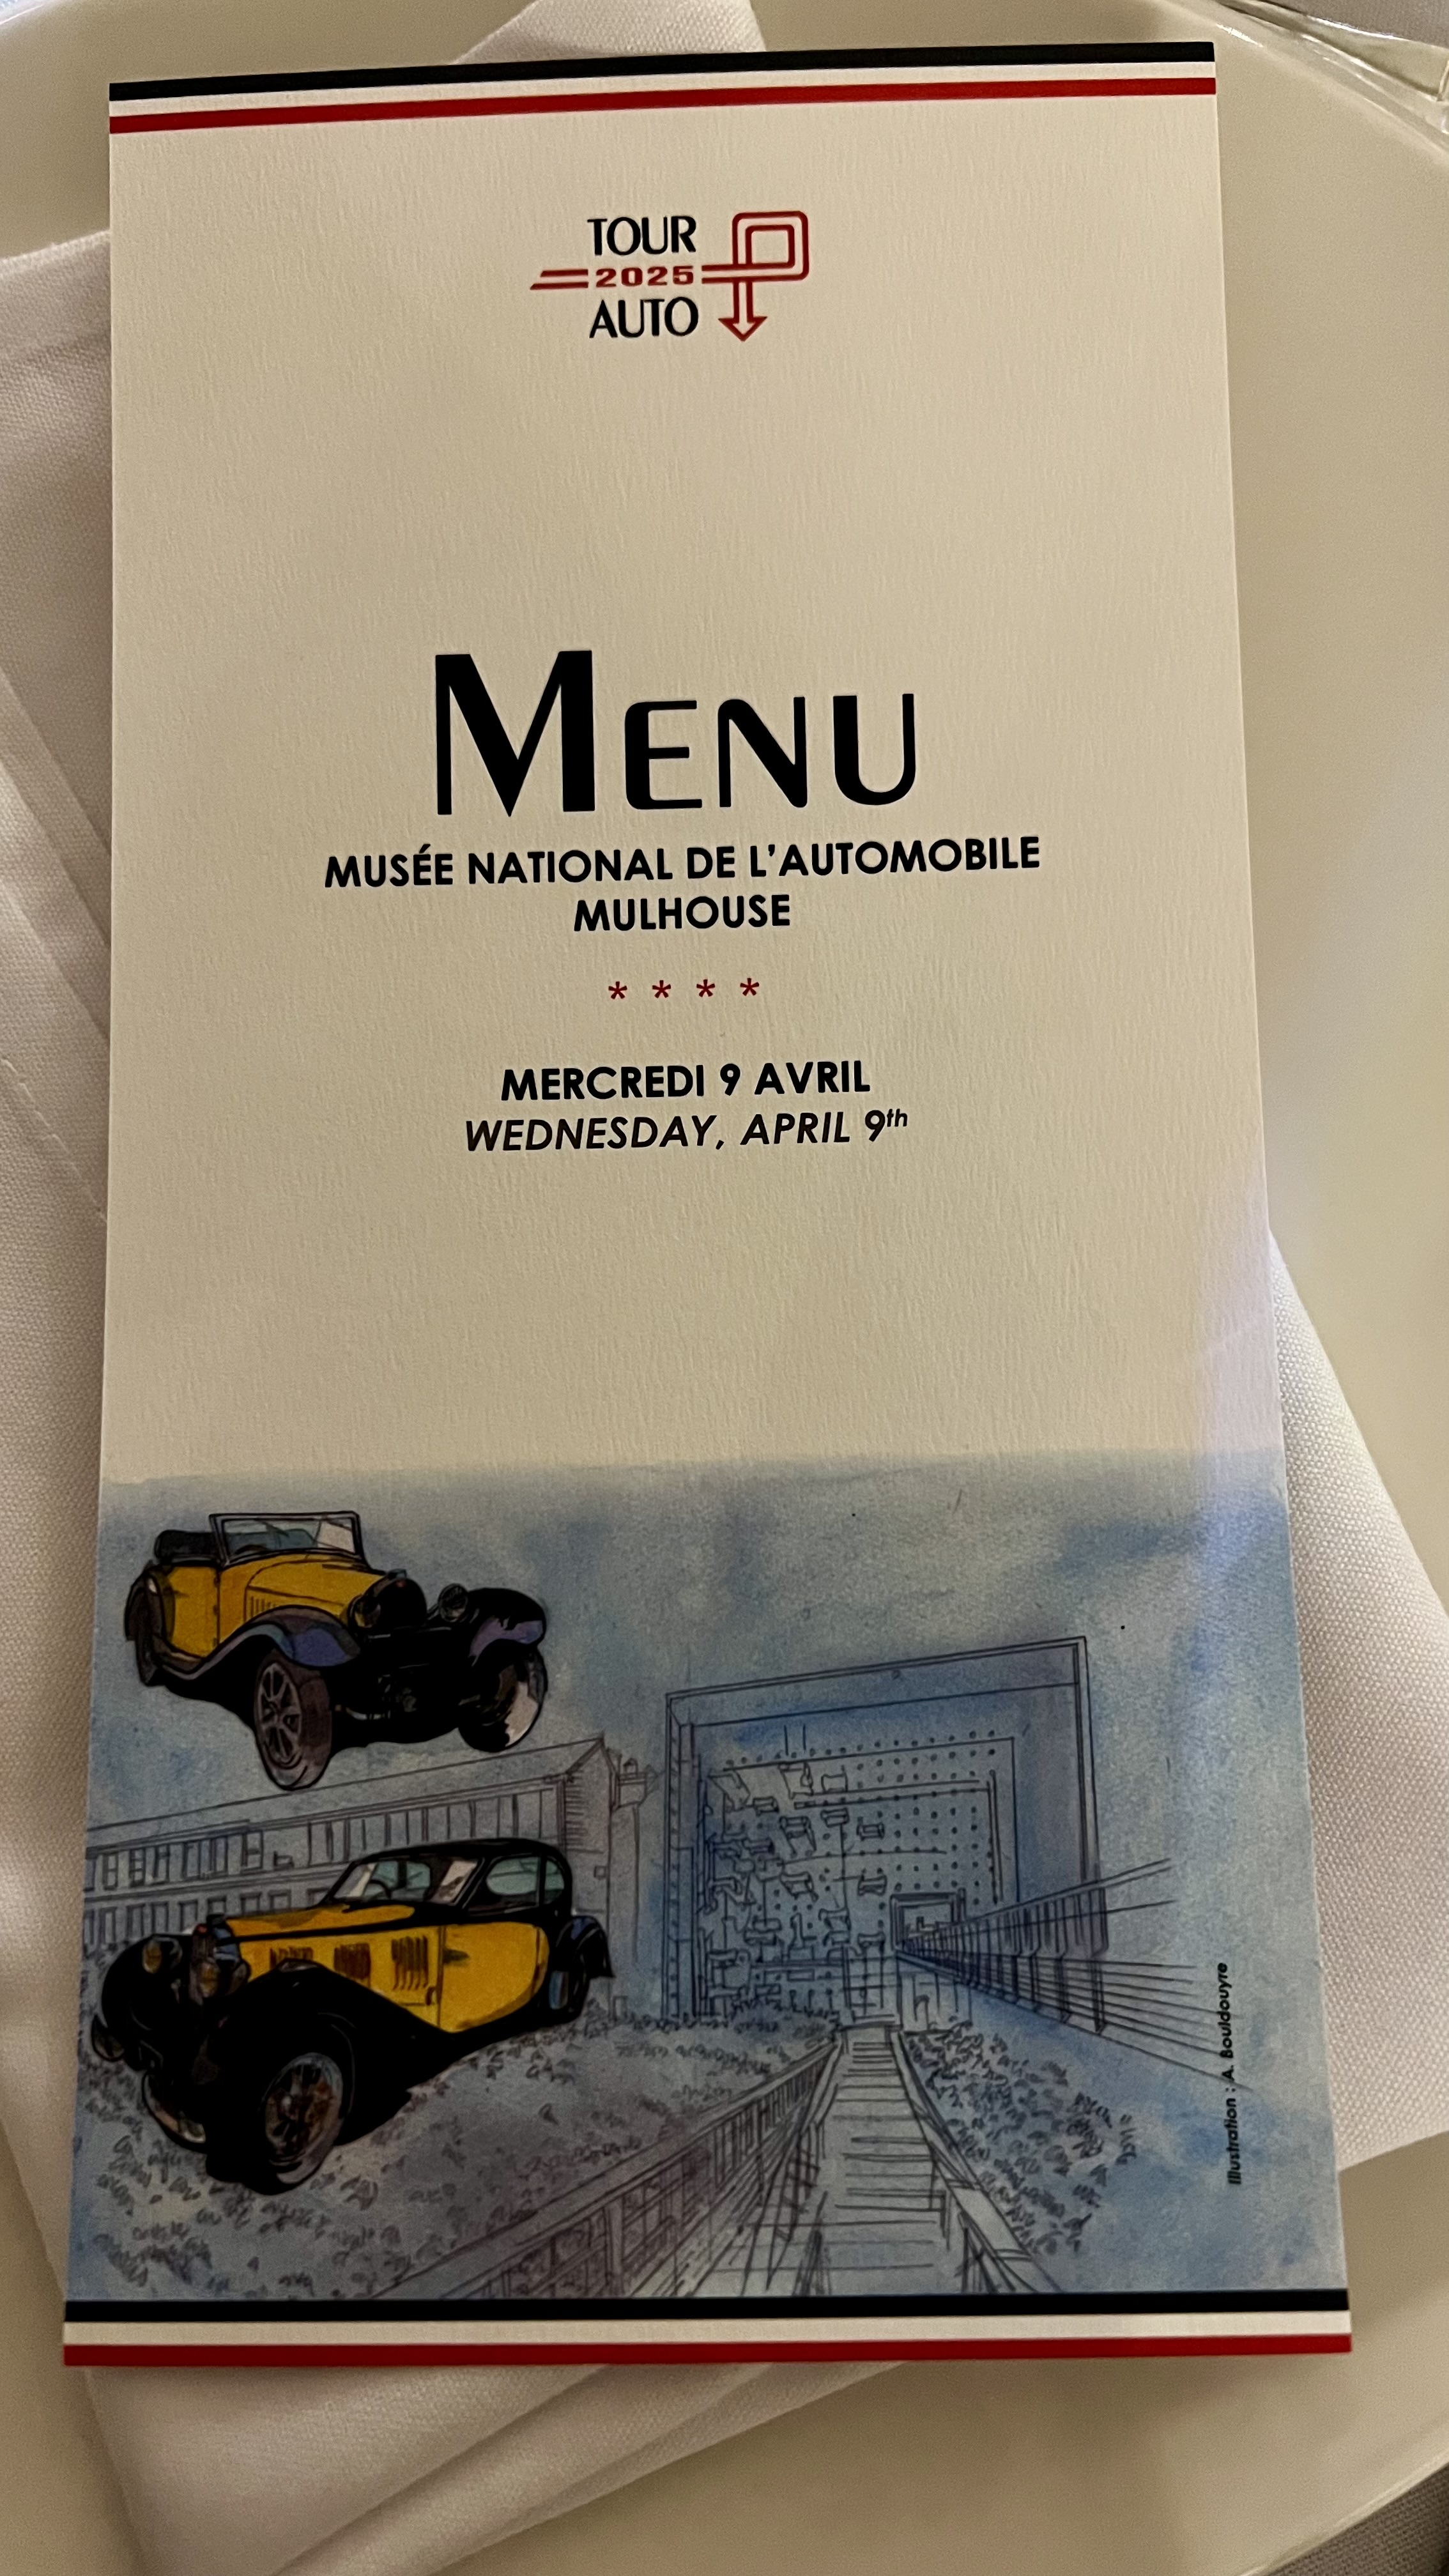 TOUR
2025
AUTO
MENU
MUSÉE NATIONAL DE L'AUTOMOBILE
MULHOUSE
* * * *
MERCREDI 9 AVRIL
WEDNESDAY, APRIL 9th
Illustration : A. Bouldouyre